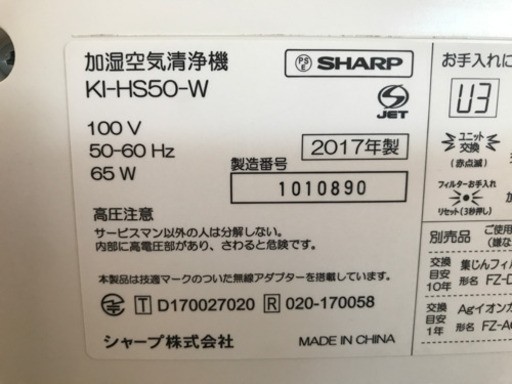 加湿空気清浄機
KI-HS50-W
PS E SHARP
S JET
100 V
50-60 Hz
65 W
2017年製
製造番号
1010890
高圧注意
サービスマン以外の人は分解しない。
内部に高電圧部があり、さわると危険です。
本製品は技適マークのついた無線アダプターを搭載しています。
T D170027020 R 020-170058
シャープ株式会社
MADE IN CHINA
お手入れに
U3
ユニット
交換
(赤点滅)
フィルターお手入れ
リセット(3秒押し)
加
別売品
ご使用
(嫌な
交換
目安
10年
集じんフィル
形名 FZ-D
交換
目安
1年
Agイオンカ
形名 FZ-AG